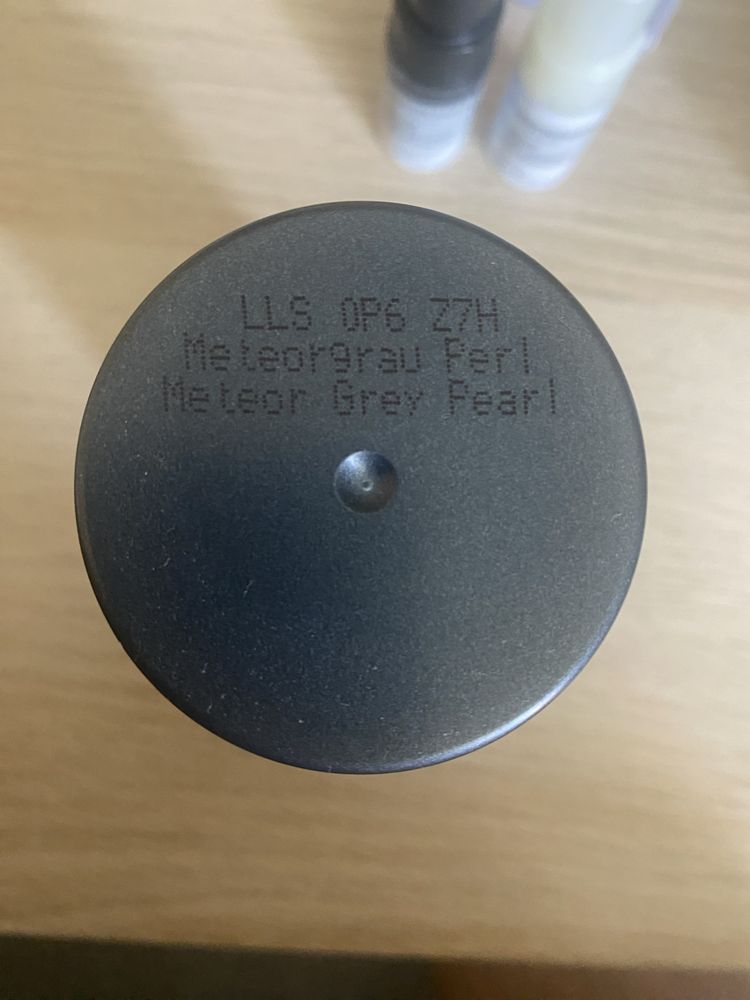 LLS 0P6 Z7H
Meteorgrau Perl
Meteor Grey Pearl